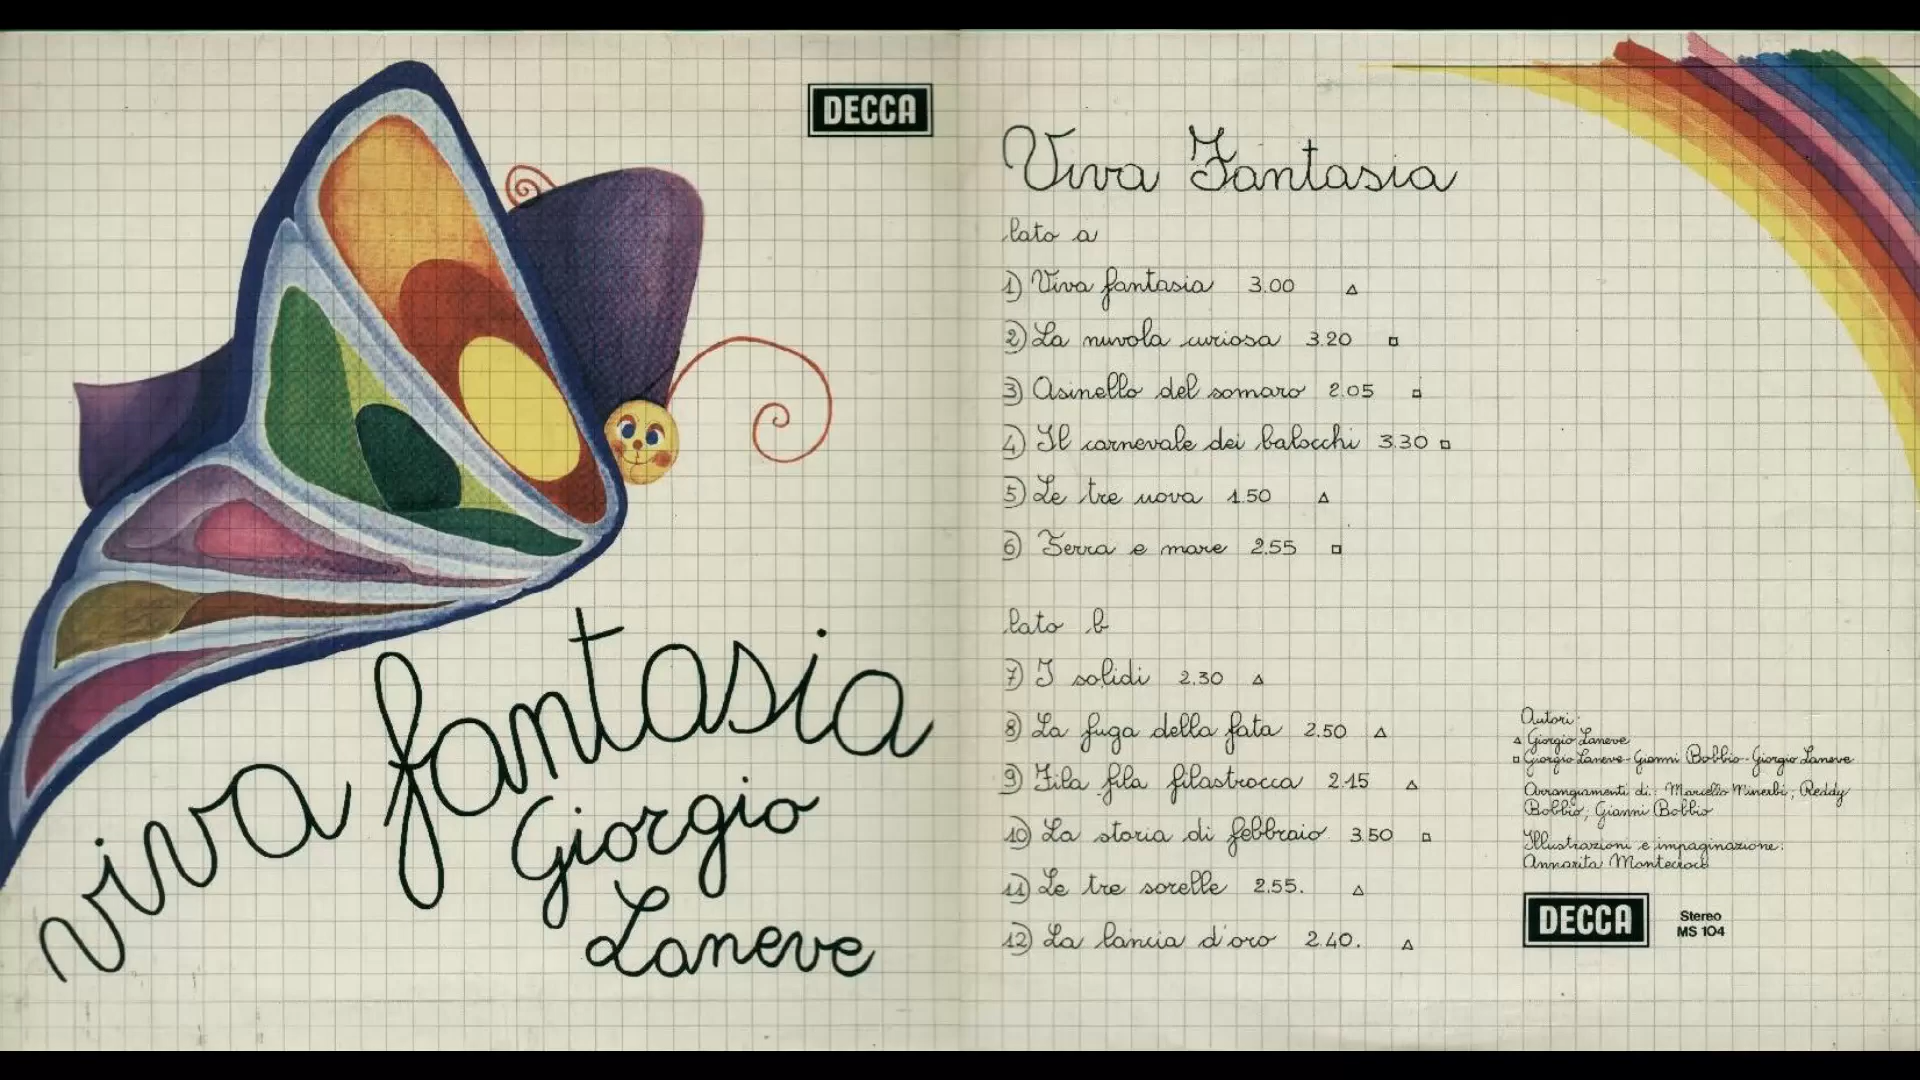 DECCA
viva fantasia
Giorgio
Laneve
Viva Fantasia
lato a
1) Viva fantasia 3.00 △
2) La nuvola curiosa 3.20 □
3) Asinello del somaro 2.05 □
4) Il carnevale dei balocchi 3.30 □
5) Le tre uova 1.50 △
6) Terra e mare 2.55 □
lato b
7) I solidi 2.30 △
8) La fuga della fata 2.50 △
9) Fila fila filastrocca 2.15 △
10) La storia di febbraio 3.50 □
11) Le tre sorelle 2.55. △
12) La lancia d'oro 2.40. △
Autori:
△ Giorgio Laneve
□ Giorgio Laneve - Gianni Bobbio - Giorgio Laneve
Arrangiamenti di: Marcello Minerbi; Reddy
Bobbio; Gianni Bobbio
Illustrazioni e impaginazione:
Annarita Montecroci
DECCA
Stereo
MS 104